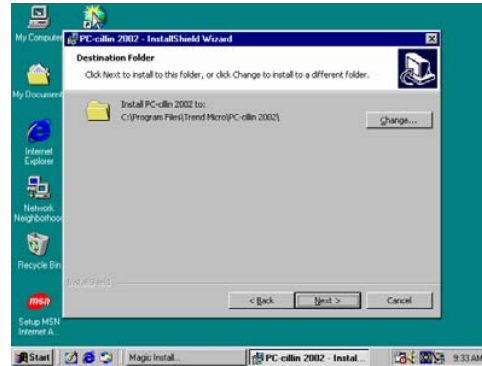 My Computer
PC-cillin 2002 - InstallShield Wizard
Destination Folder
Click Next to install to this folder, or click Change to install to a different folder.
My Document
Install PC-cillin 2002 to:
C:\Program Files\Trend Micro\PC-cillin 2002\
Change...
Internet
Explorer
Network
Neighborhoo
Recycle Bin
InstallShield
< Back
Next >
Cancel
msn
Setup MSN
Internet A...
Start
Magic Install...
PC-cillin 2002 - Instal...
9:33 AM